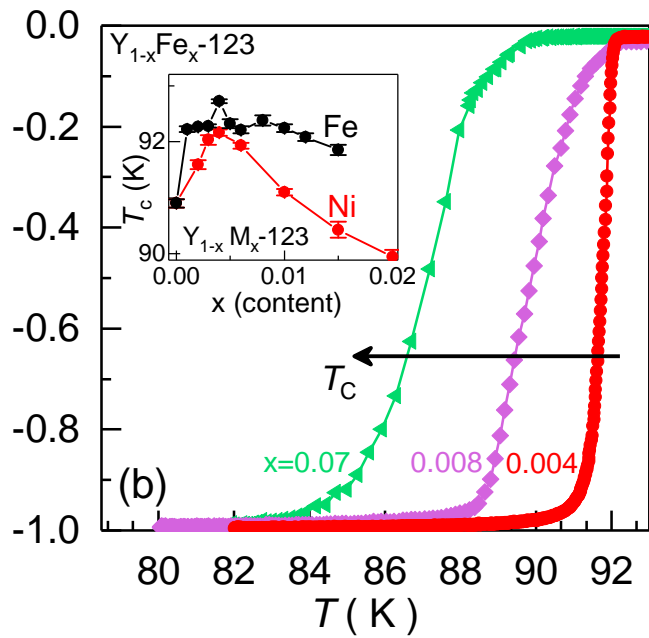 0.0
-0.2
-0.4
-0.6
-0.8
-1.0
Y1-xFex-123
92
90
Tc (K)
Fe
Ni
Y1-x Mx-123
0.00 0.01 0.02
x (content)
TC
x=0.07 0.008 0.004
(b)
80 82 84 86 88 90 92
T ( K )